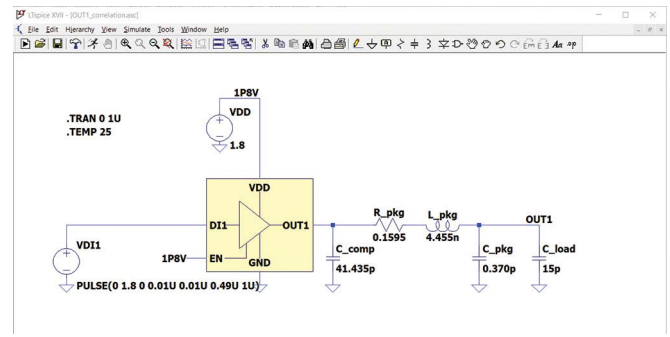 LTspice XVII - [OUT1_correlation.asc]
File Edit Hierarchy View Simulate Tools Window Help
.TRAN 0 1U
.TEMP 25
1P8V
VDD
1.8
VDD
DI1
OUT1
EN
GND
1P8V
VDI1
PULSE(0 1.8 0 0.01U 0.01U 0.49U 1U)
C_comp
41.435p
R_pkg
0.1595
L_pkg
4.455n
OUT1
C_pkg
0.370p
C_load
15p